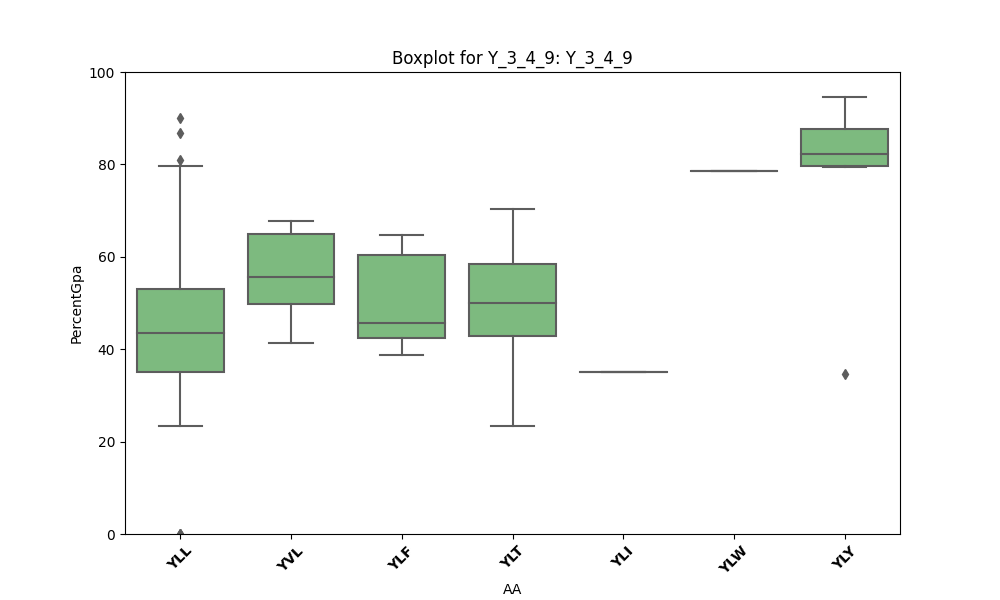 Boxplot for Y_3_4_9: Y_3_4_9
PercentGpa
100
80
60
40
20
0
YLL
YVL
YLF
YLT
YLI
YLW
YLY
AA